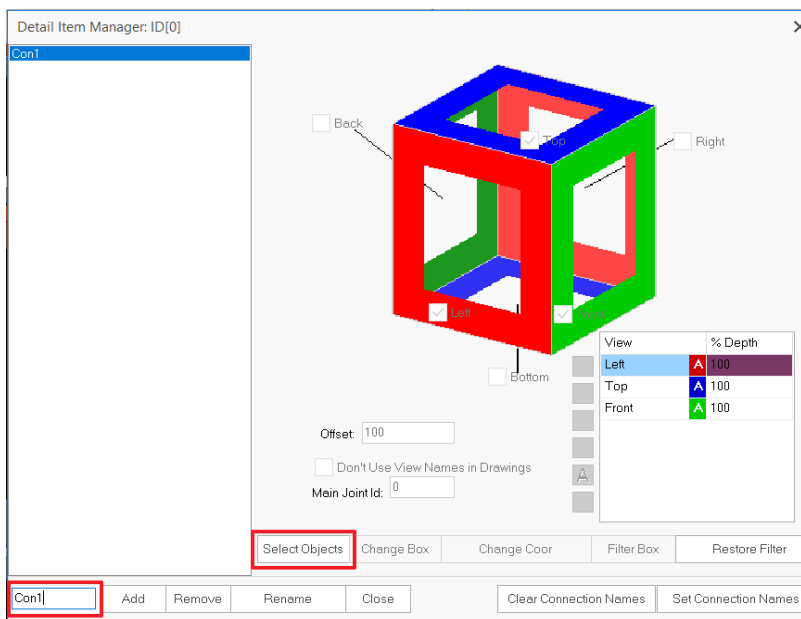 Detail Item Manager: ID[0]
Con1
Back
Top
Right
Left
Front
Bottom
View % Depth
Left A 100
Top A 100
Front A 100
Offset: 100
Don't Use View Names in Drawings
A
Main Joint Id: 0
Select Objects Change Box Change Coor Filter Box Restore Filter
Con1 Add Remove Rename Close Clear Connection Names Set Connection Names